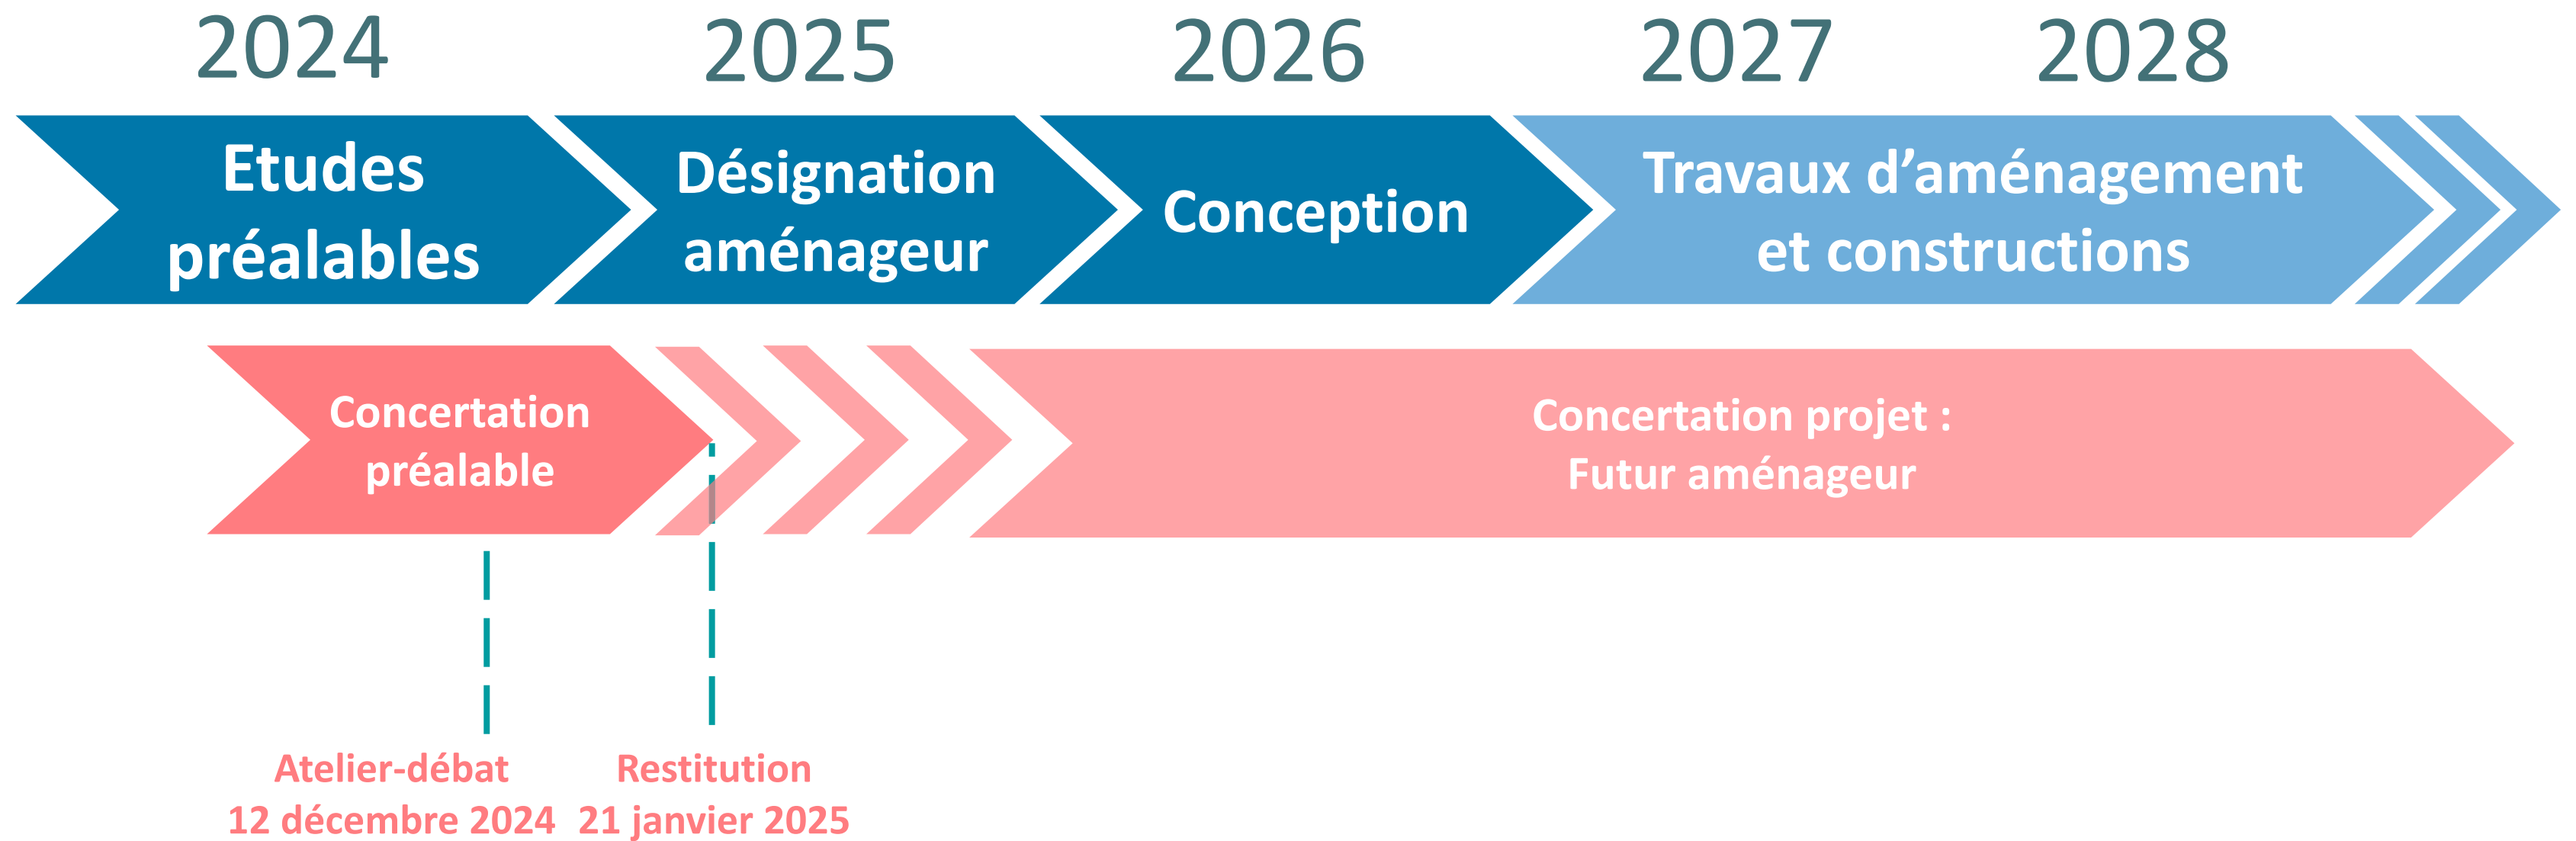 2024
2025
2026
2027
2028
Etudes
préalables
Désignation
aménageur
Conception
Travaux d’aménagement
et constructions
Concertation
préalable
Concertation projet :
Futur aménageur
Atelier-débat
12 décembre 2024
Restitution
21 janvier 2025